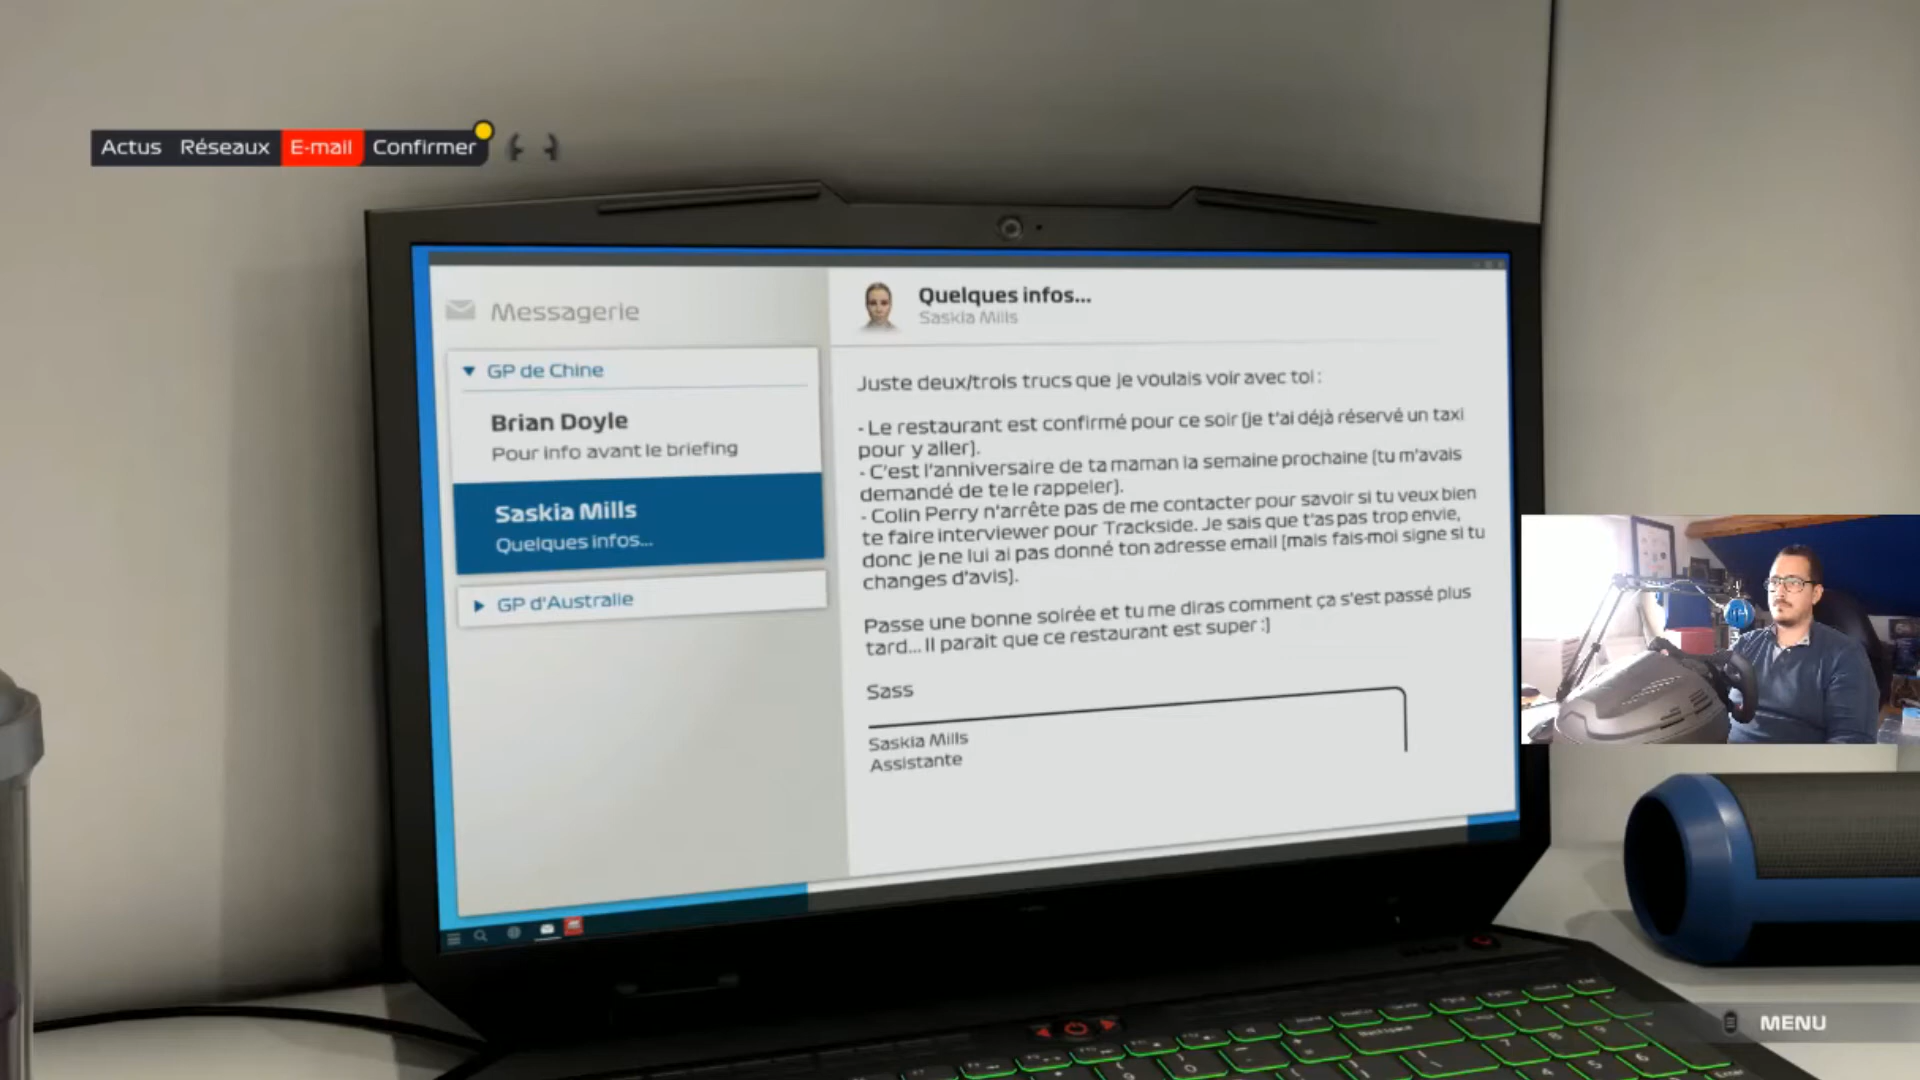 Actus Réseaux E-mail Confirmer
Messagerie
GP de Chine
Brian Doyle
Pour info avant le briefing
Saskia Mills
Quelques infos...
GP d'Australie
Quelques infos...
Saskia Mills
Juste deux/trois trucs que je voulais voir avec toi :
- Le restaurant est confirmé pour ce soir (je t'ai déjà réservé un taxi
pour y aller).
- C'est l'anniversaire de ta maman la semaine prochaine (tu m'avais
demandé de te le rappeler).
- Colin Perry n'arrête pas de me contacter pour savoir si tu veux bien
te faire interviewer pour Trackside. Je sais que t'as pas trop envie,
donc je ne lui ai pas donné ton adresse email (mais fais-moi signe si tu
changes d'avis).
Passe une bonne soirée et tu me diras comment ça s'est passé plus
tard... Il parait que ce restaurant est super :)
Sass
Saskia Mills
Assistante
MENU